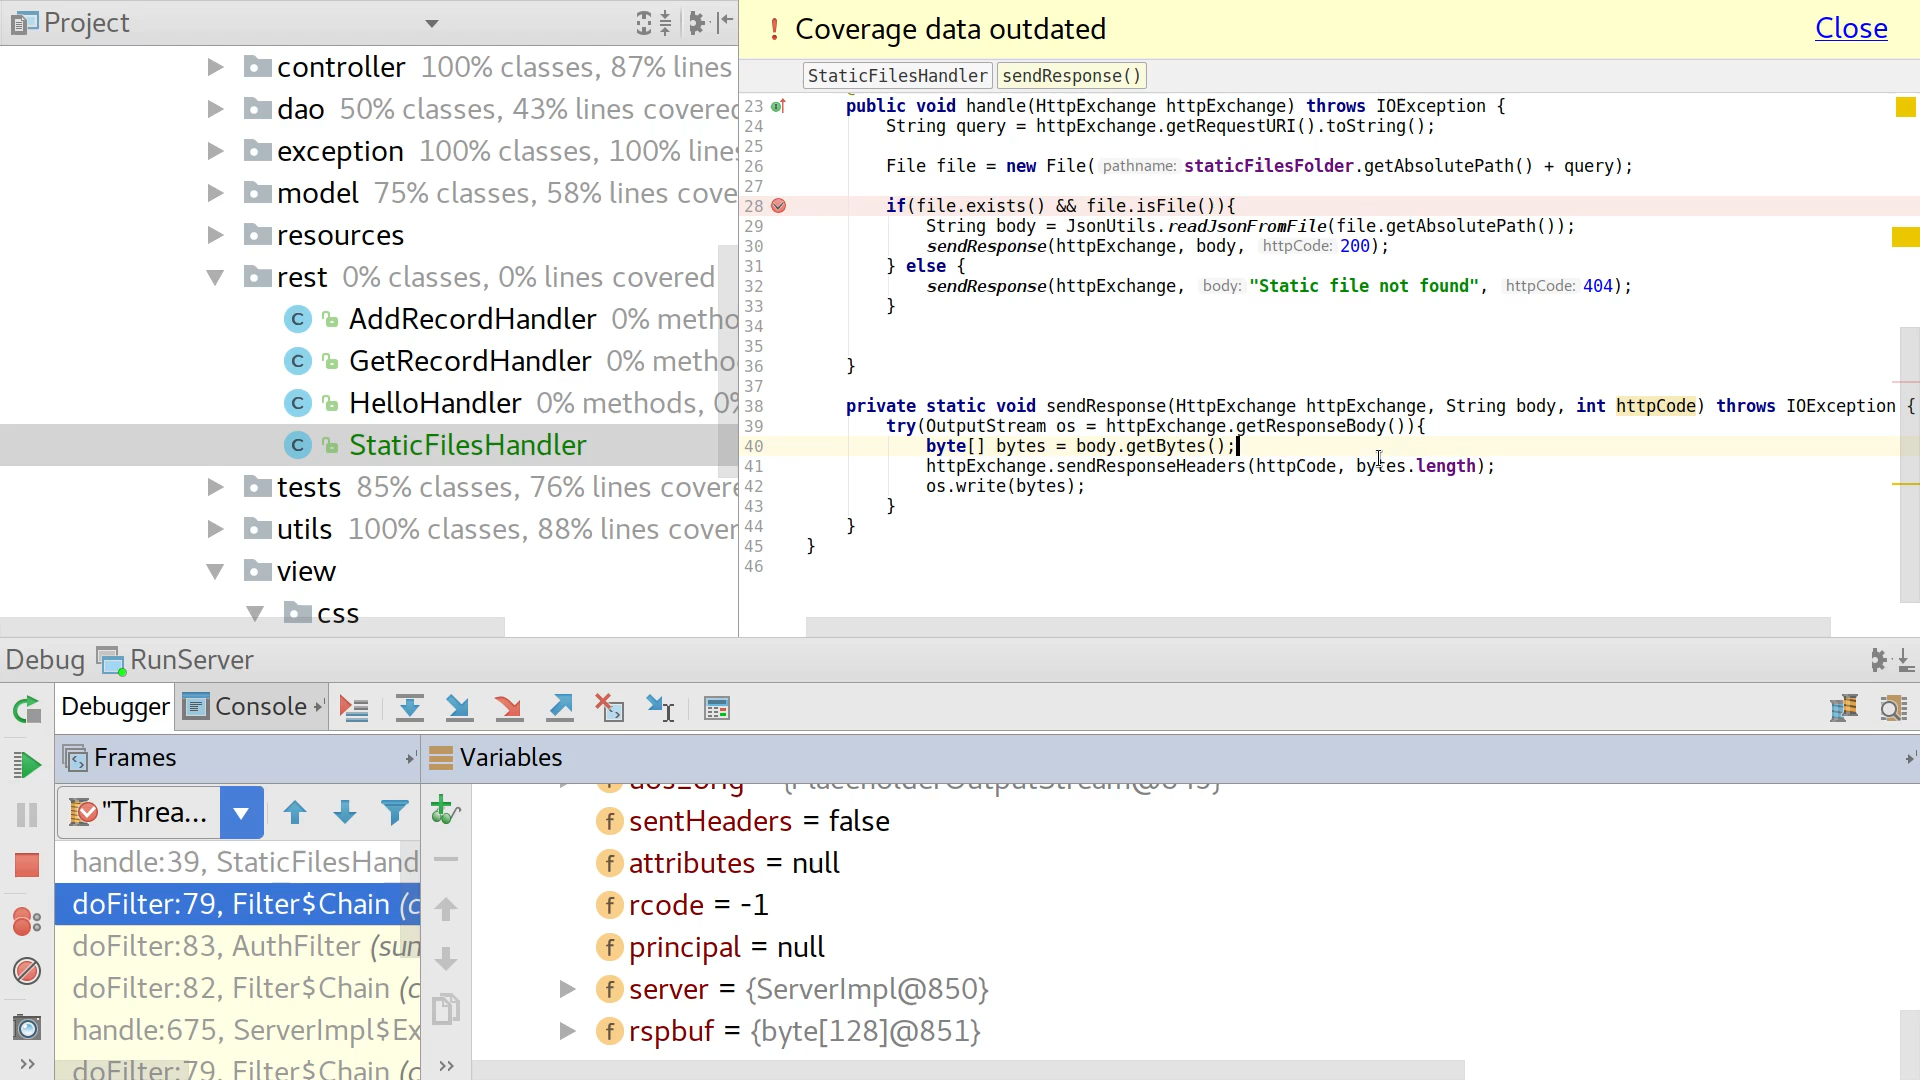 Project
controller 100% classes, 87% lines
dao 50% classes, 43% lines covered
exception 100% classes, 100% lines
model 75% classes, 58% lines cove
resources
rest 0% classes, 0% lines covered
AddRecordHandler 0% metho
GetRecordHandler 0% metho
HelloHandler 0% methods, 0%
StaticFilesHandler
tests 85% classes, 76% lines covere
utils 100% classes, 88% lines cover
view
css
! Coverage data outdated
Close
StaticFilesHandler sendResponse()
23 public void handle(HttpExchange httpExchange) throws IOException {
24 String query = httpExchange.getRequestURI().toString();
25
26 File file = new File( pathname: staticFilesFolder.getAbsolutePath() + query);
27
28 if(file.exists() && file.isFile()){
29 String body = JsonUtils.readJsonFromFile(file.getAbsolutePath());
30 sendResponse(httpExchange, body, httpCode: 200);
31 } else {
32 sendResponse(httpExchange, body: "Static file not found", httpCode: 404);
33 }
34
35
36 }
37
38 private static void sendResponse(HttpExchange httpExchange, String body, int httpCode) throws IOException {
39 try(OutputStream os = httpExchange.getResponseBody()){
40 byte[] bytes = body.getBytes();
41 httpExchange.sendResponseHeaders(httpCode, bytes.length);
42 os.write(bytes);
43 }
44 }
45 }
46
Debug RunServer
Debugger Console
Frames
"Threa...
handle:39, StaticFilesHand
doFilter:79, Filter$Chain (c
doFilter:83, AuthFilter (sun
doFilter:82, Filter$Chain (c
handle:675, ServerImpl$Ex
doFilter:79, Filter$Chain (c
Variables
sentHeaders = false
attributes = null
rcode = -1
principal = null
server = {ServerImpl@850}
rspbuf = {byte[128]@851}